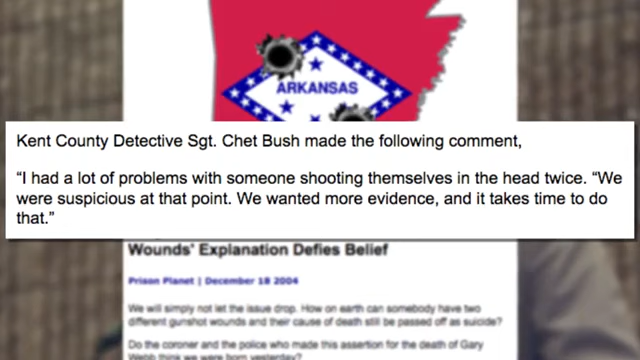 ARKANSAS
Kent County Detective Sgt. Chet Bush made the following comment,
“I had a lot of problems with someone shooting themselves in the head twice. “We
were suspicious at that point. We wanted more evidence, and it takes time to do
that.”
Wounds' Explanation Defies Belief
Prison Planet | December 18 2004
We will simply not let the issue drop. How on earth can somebody have two
different gunshot wounds and their cause of death still be passed off as suicide?
Do the coroner and the police who made this assertion for the death of Gary
Webb think we were born yesterday?